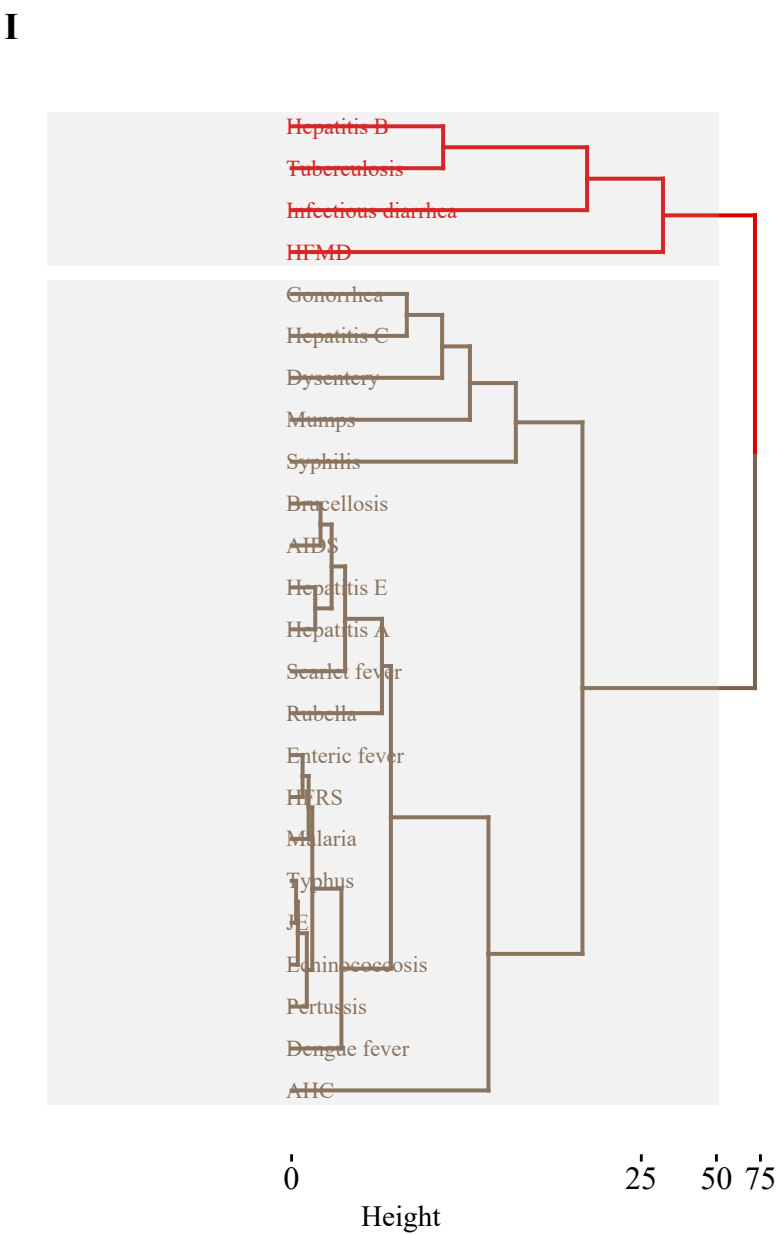 I
Hepatitis B
Tuberculosis
Infectious diarrhea
HFMD
Gonorrhea
Hepatitis C
Dysentery
Mumps
Syphilis
Brucellosis
AIDS
Hepatitis E
Hepatitis A
Scarlet fever
Rubella
Enteric fever
HFRS
Malaria
Typhus
JE
Echinococcosis
Pertussis
Dengue fever
AHC
0 25 50 75
Height